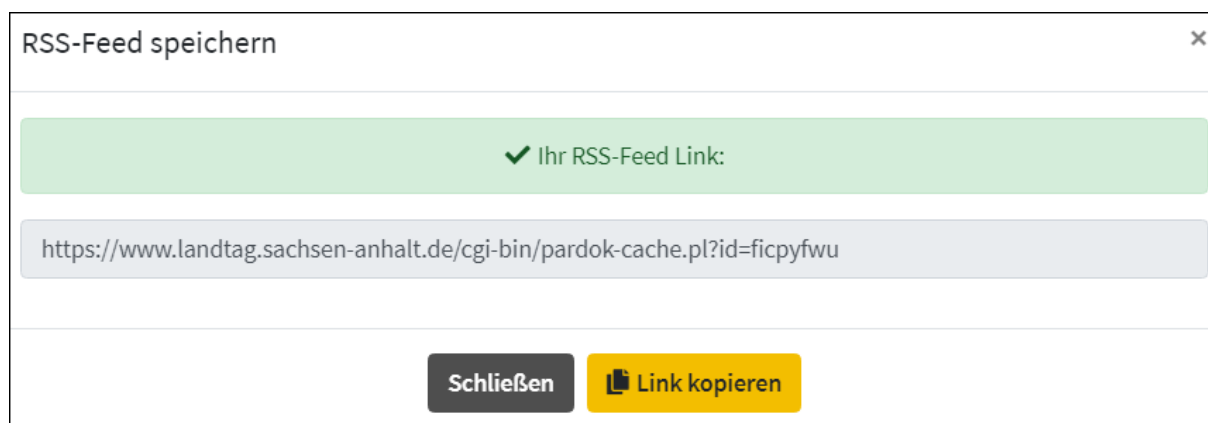 RSS-Feed speichern
×
Ihr RSS-Feed Link:
https://www.landtag.sachsen-anhalt.de/cgi-bin/pardok-cache.pl?id=ficpyfwu
Schließen
Link kopieren